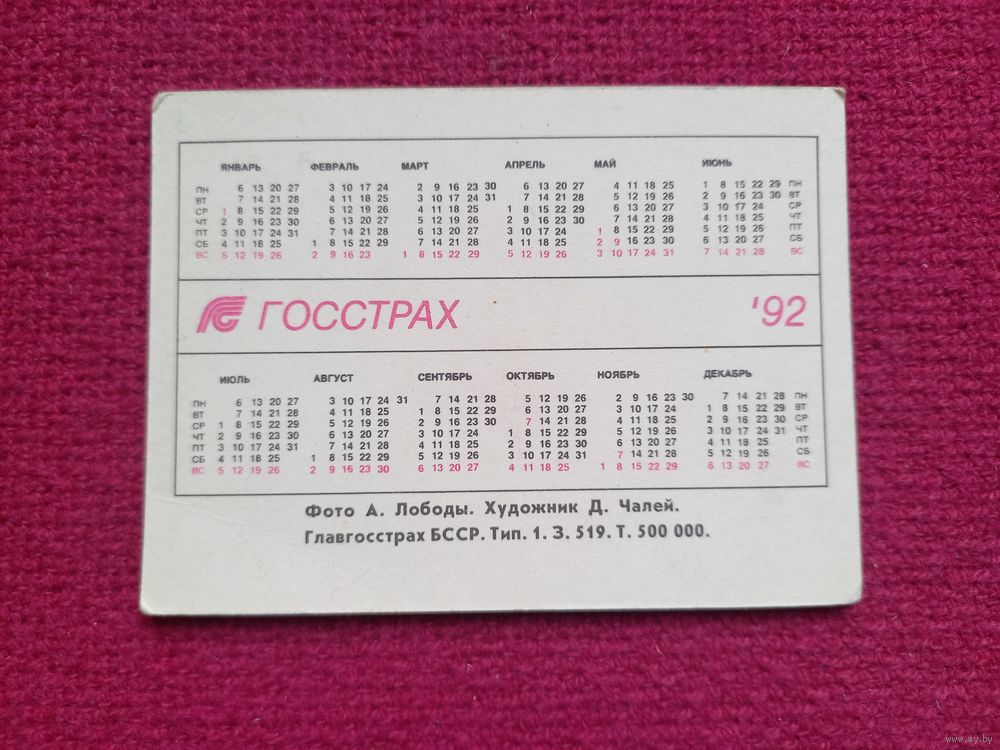 ЯНВАРЬ ФЕВРАЛЬ МАРТ АПРЕЛЬ МАЙ ИЮНЬ
ПН 6 13 20 27 3 10 17 24 2 9 16 23 30 6 13 20 27 4 11 18 25 1 8 15 22 29 ПН
ВТ 7 14 21 28 4 11 18 25 3 10 17 24 31 7 14 21 28 5 12 19 26 2 9 16 23 30 ВТ
СР 1 8 15 22 29 5 12 19 26 4 11 18 25 1 8 15 22 29 6 13 20 27 3 10 17 24 СР
ЧТ 2 9 16 23 30 6 13 20 27 5 12 19 26 2 9 16 23 30 7 14 21 28 4 11 18 25 ЧТ
ПТ 3 10 17 24 31 7 14 21 28 6 13 20 27 3 10 17 24 1 8 15 22 29 5 12 19 26 ПТ
СБ 4 11 18 25 1 8 15 22 29 7 14 21 28 4 11 18 25 2 9 16 23 30 6 13 20 27 СБ
ВС 5 12 19 26 2 9 16 23 1 8 15 22 29 5 12 19 26 3 10 17 24 31 7 14 21 28 ВС
ГОССТРАХ '92
ИЮЛЬ АВГУСТ СЕНТЯБРЬ ОКТЯБРЬ НОЯБРЬ ДЕКАБРЬ
ПН 6 13 20 27 3 10 17 24 31 7 14 21 28 5 12 19 26 2 9 16 23 30 7 14 21 28 ПН
ВТ 7 14 21 28 4 11 18 25 1 8 15 22 29 6 13 20 27 3 10 17 24 1 8 15 22 29 ВТ
СР 1 8 15 22 29 5 12 19 26 2 9 16 23 30 7 14 21 28 4 11 18 25 2 9 16 23 30 СР
ЧТ 2 9 16 23 30 6 13 20 27 3 10 17 24 1 8 15 22 29 5 12 19 26 3 10 17 24 31 ЧТ
ПТ 3 10 17 24 31 7 14 21 28 4 11 18 25 2 9 16 23 30 6 13 20 27 4 11 18 25 ПТ
СБ 4 11 18 25 1 8 15 22 29 5 12 19 26 3 10 17 24 31 7 14 21 28 5 12 19 26 СБ
ВС 5 12 19 26 2 9 16 23 30 6 13 20 27 4 11 18 25 1 8 15 22 29 6 13 20 27 ВС
Фото А. Лободы. Художник Д. Чалей.
Главгосстрах БССР. Тип. 1. З. 519. Т. 500 000.
www.ay.by